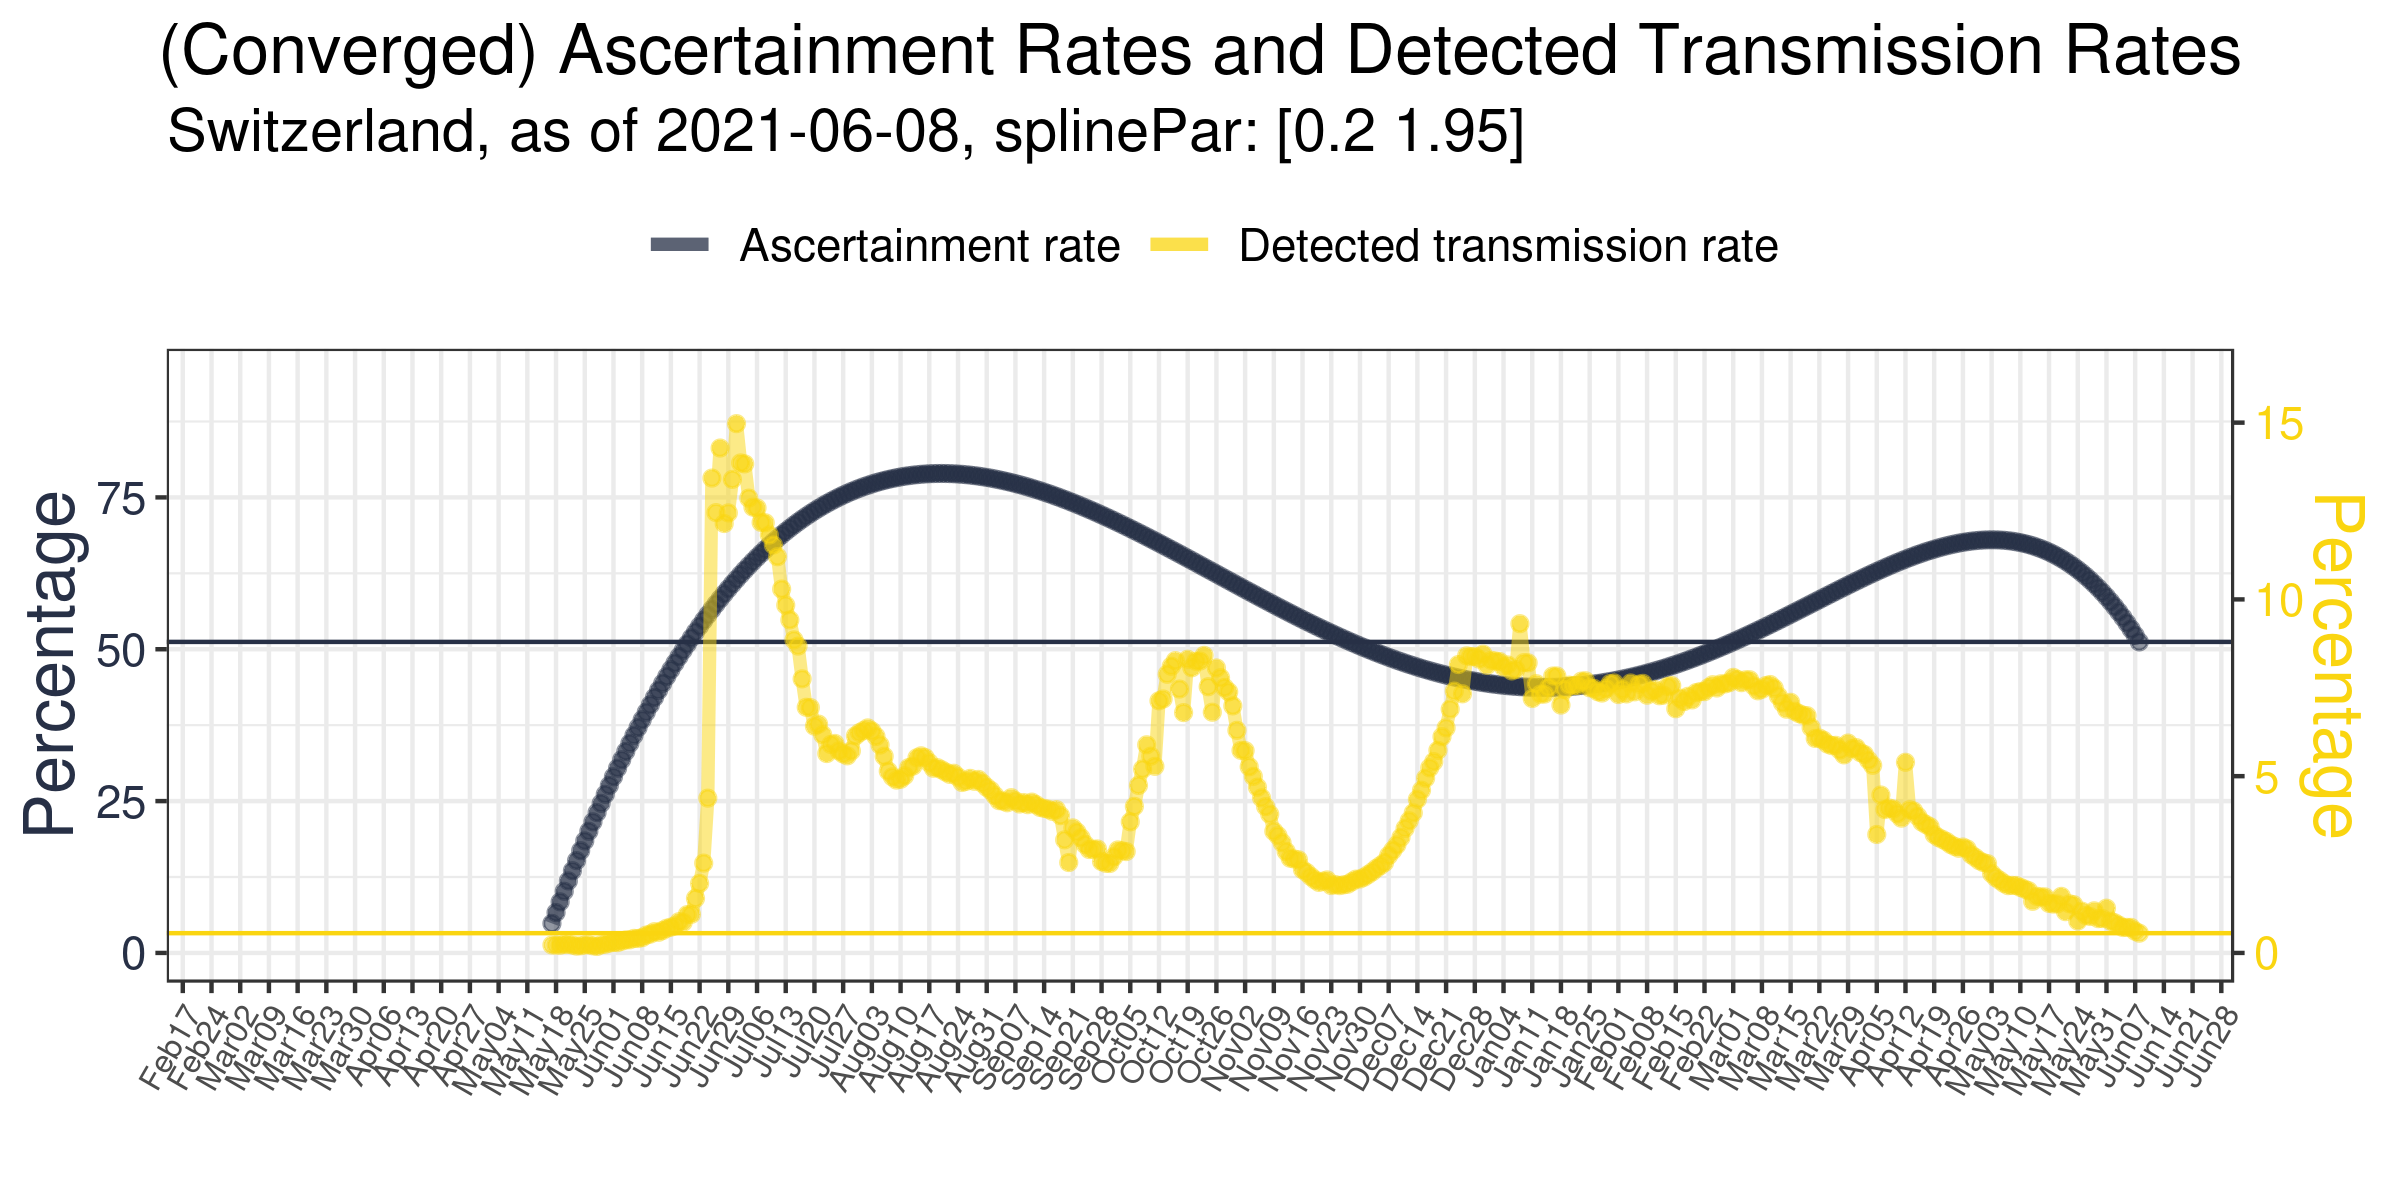 (Converged) Ascertainment Rates and Detected Transmission Rates
Switzerland, as of 2021-06-08, splinePar: [0.2 1.95]
Ascertainment rate
Detected transmission rate
Percentage
75
50
25
0
15
10
5
0
Percentage
Feb17
Feb24
Mar02
Mar09
Mar16
Mar23
Mar30
Apr06
Apr13
Apr20
Apr27
May04
May11
May18
May25
Jun01
Jun08
Jun15
Jun22
Jun29
Jul06
Jul13
Jul20
Jul27
Aug03
Aug10
Aug17
Aug24
Aug31
Sep07
Sep14
Sep21
Sep28
Oct05
Oct12
Oct19
Oct26
Nov02
Nov09
Nov16
Nov23
Nov30
Dec07
Dec14
Dec21
Dec28
Jan04
Jan11
Jan18
Jan25
Feb01
Feb08
Feb15
Feb22
Mar01
Mar08
Mar15
Mar22
Mar29
Apr05
Apr12
Apr19
Apr26
May03
May10
May17
May24
May31
Jun07
Jun14
Jun21
Jun28